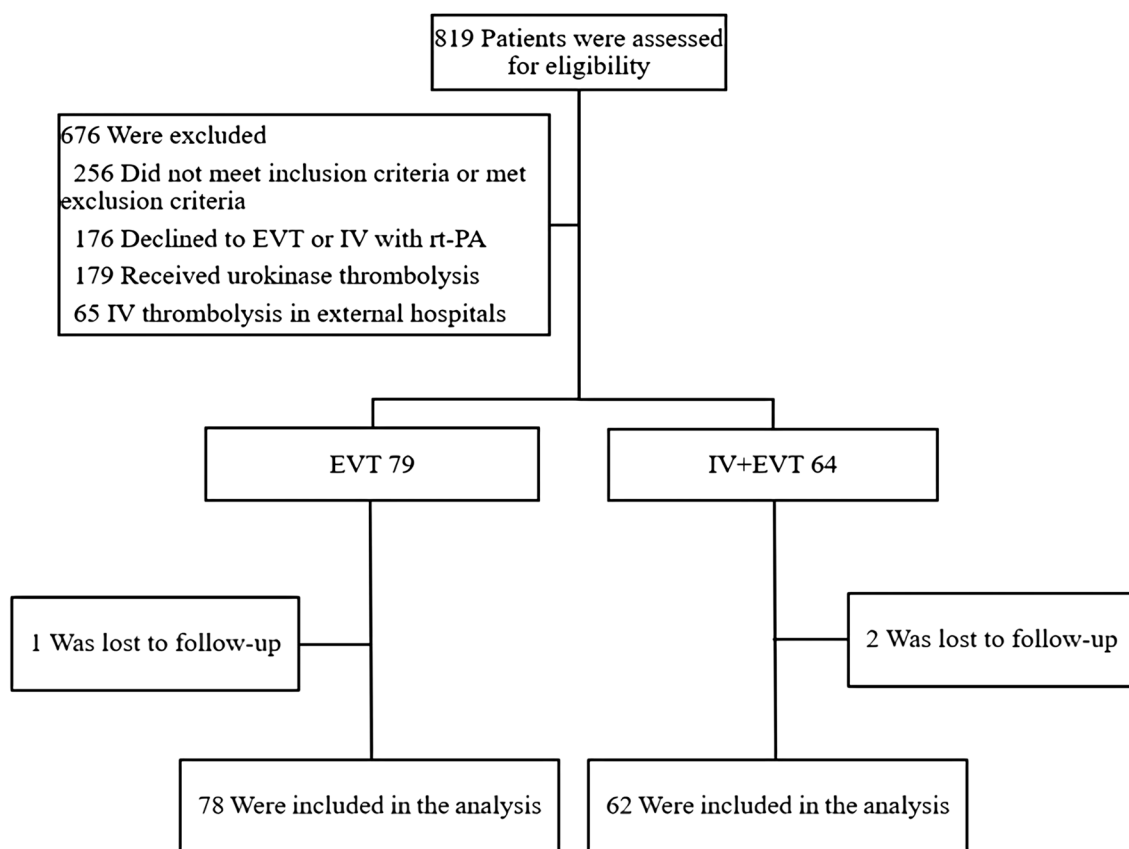 819 Patients were assessed
for eligibility
676 Were excluded
256 Did not meet inclusion criteria or met
exclusion criteria
176 Declined to EVT or IV with rt-PA
179 Received urokinase thrombolysis
65 IV thrombolysis in external hospitals
EVT 79
IV+EVT 64
1 Was lost to follow-up
2 Was lost to follow-up
78 Were included in the analysis
62 Were included in the analysis